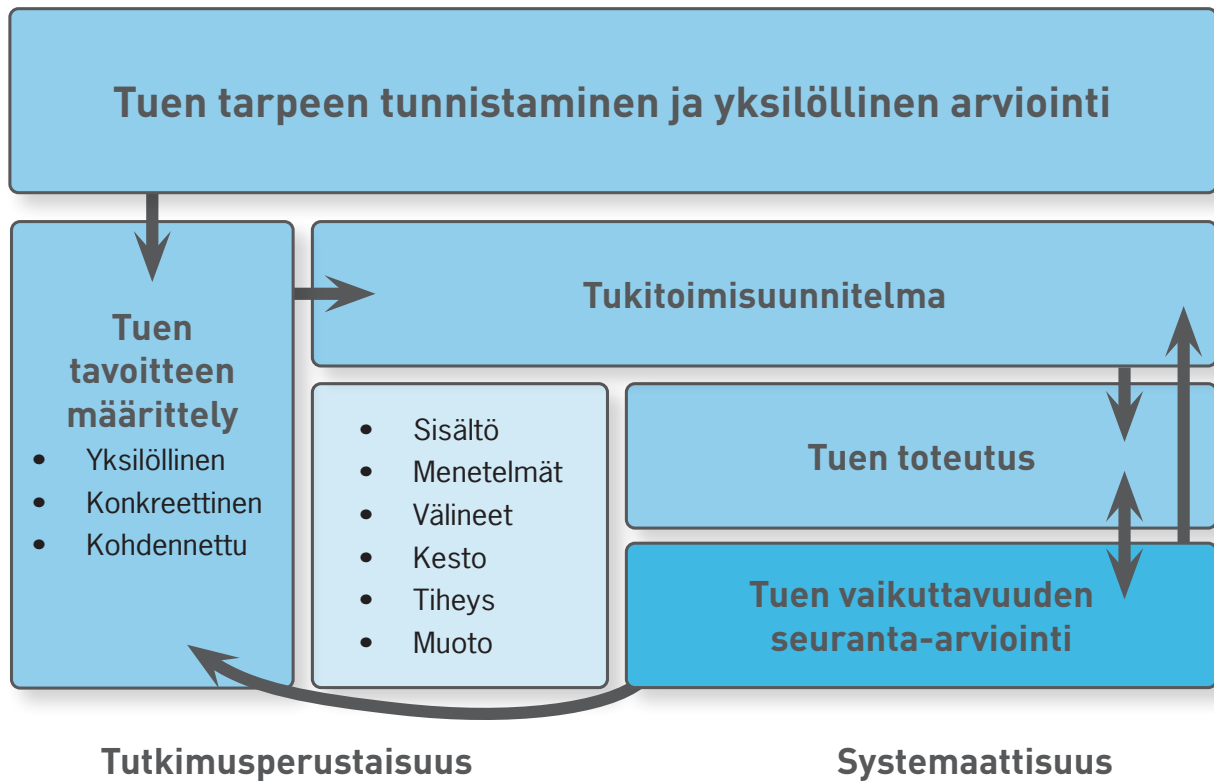 Tuen tarpeen tunnistaminen ja yksilöllinen arviointi
Tuen
tavoitteen
määrittely
• Yksilöllinen
• Konkreettinen
• Kohdennettu
Tukitoimisuunnitelma
• Sisältö
• Menetelmät
• Välineet
• Kesto
• Tiheys
• Muoto
Tuen toteutus
Tuen vaikuttavuuden
seuranta-arviointi
Tutkimusperustaisuus
Systemaattisuus